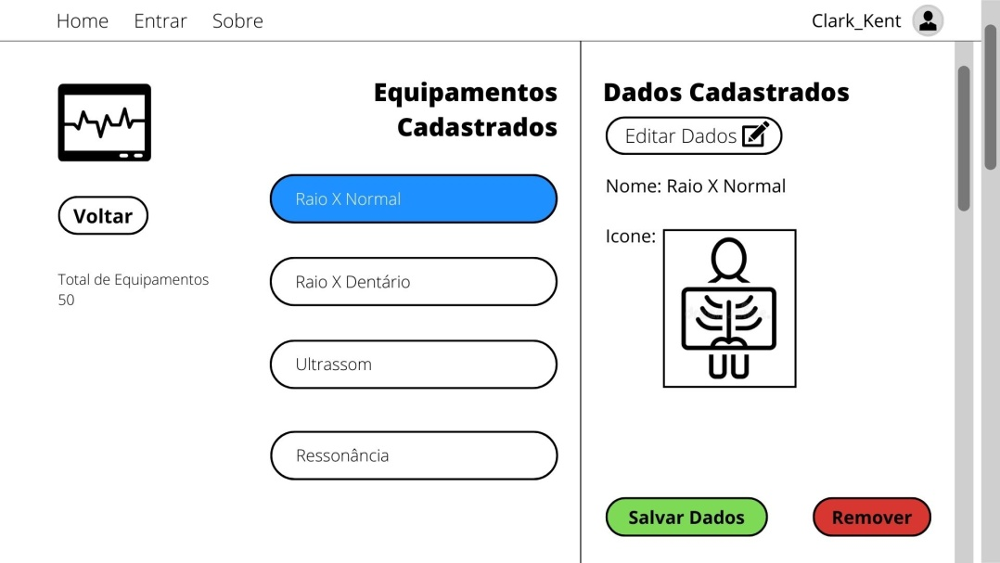 Home Entrar Sobre
Clark_Kent
Equipamentos
Cadastrados
Voltar
Total de Equipamentos
50
Raio X Normal
Raio X Dentário
Ultrassom
Ressonância
Dados Cadastrados
Editar Dados
Nome: Raio X Normal
Icone:
Salvar Dados
Remover